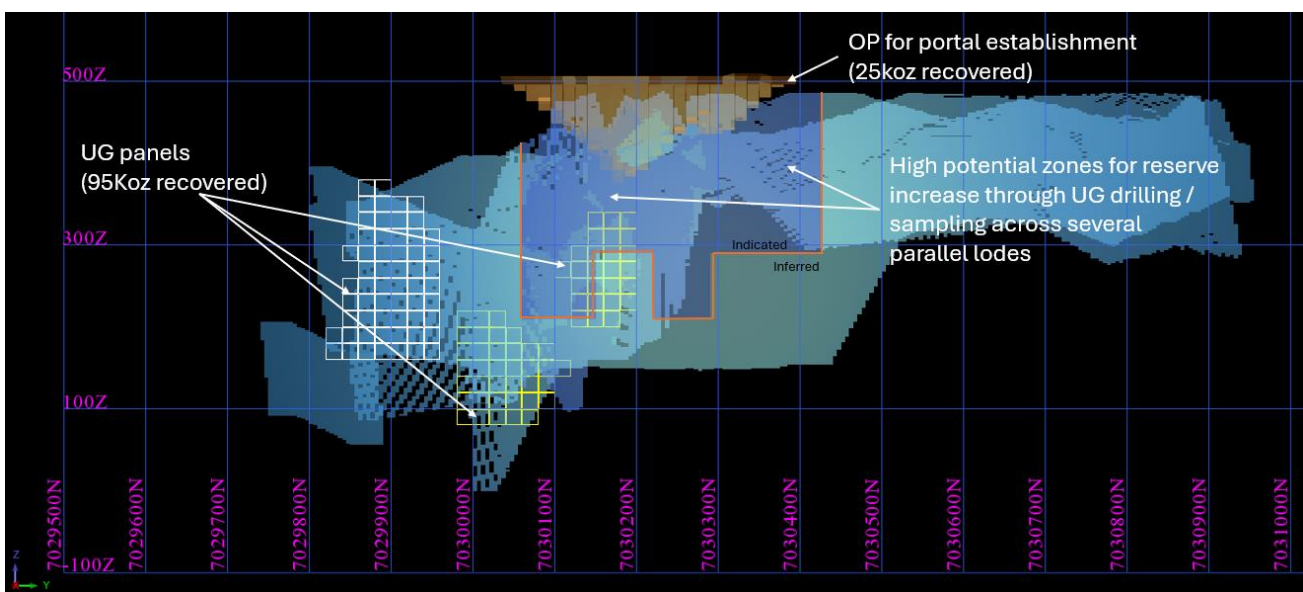 OP for portal establishment
(25koz recovered)
500Z
UG panels
(95Koz recovered)
High potential zones for reserve
increase through UG drilling /
sampling across several
parallel lodes
300Z
Indicated
Inferred
100Z
7029500N
7029600N
7029700N
7029800N
7029900N
7030000N
7030100N
7030200N
7030300N
7030400N
7030500N
7030600N
7030700N
7030800N
7030900N
7031000N
-100Z
Z
Y